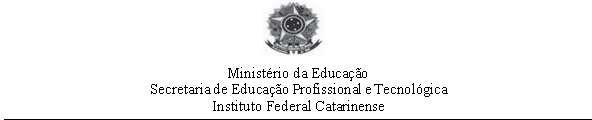 Ministério da Educação
Secretaria de Educação Profissional e Tecnológica
Instituto Federal Catarinense